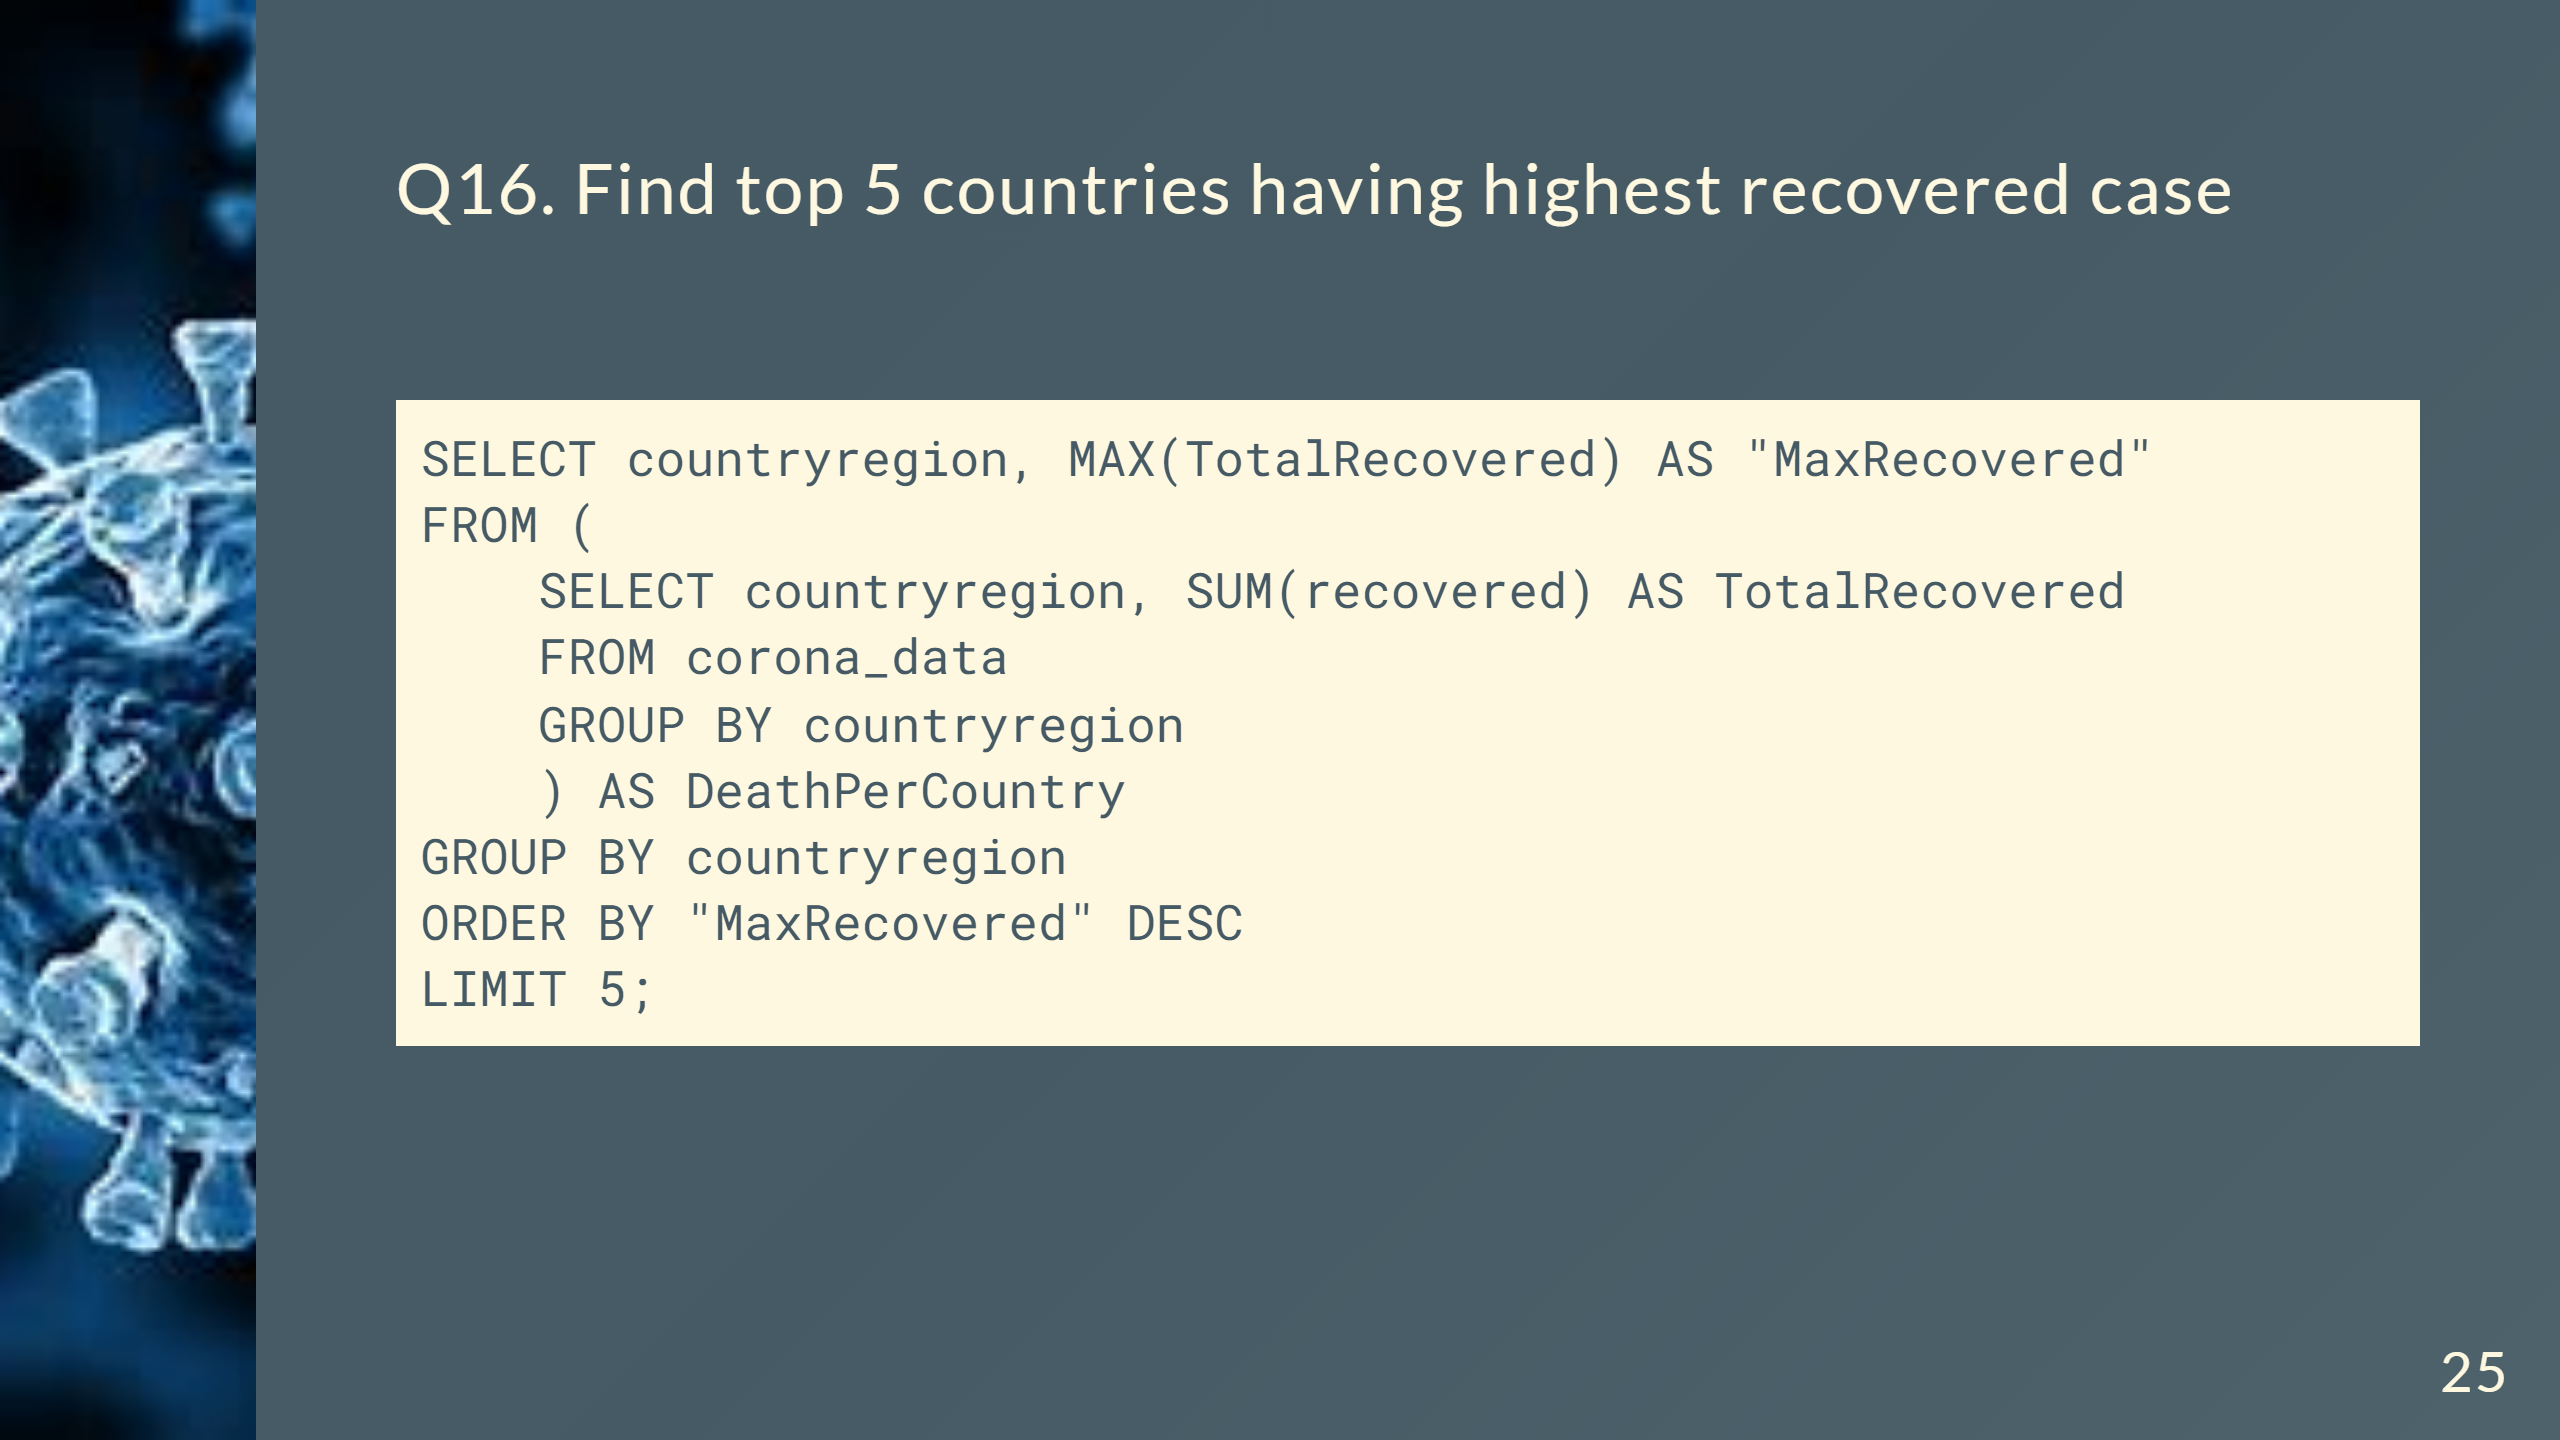 Q16. Find top 5 countries having highest recovered case
SELECT countryregion, MAX(TotalRecovered) AS "MaxRecovered"
FROM (
    SELECT countryregion, SUM(recovered) AS TotalRecovered
    FROM corona_data
    GROUP BY countryregion
    ) AS DeathPerCountry
GROUP BY countryregion
ORDER BY "MaxRecovered" DESC
LIMIT 5;
25